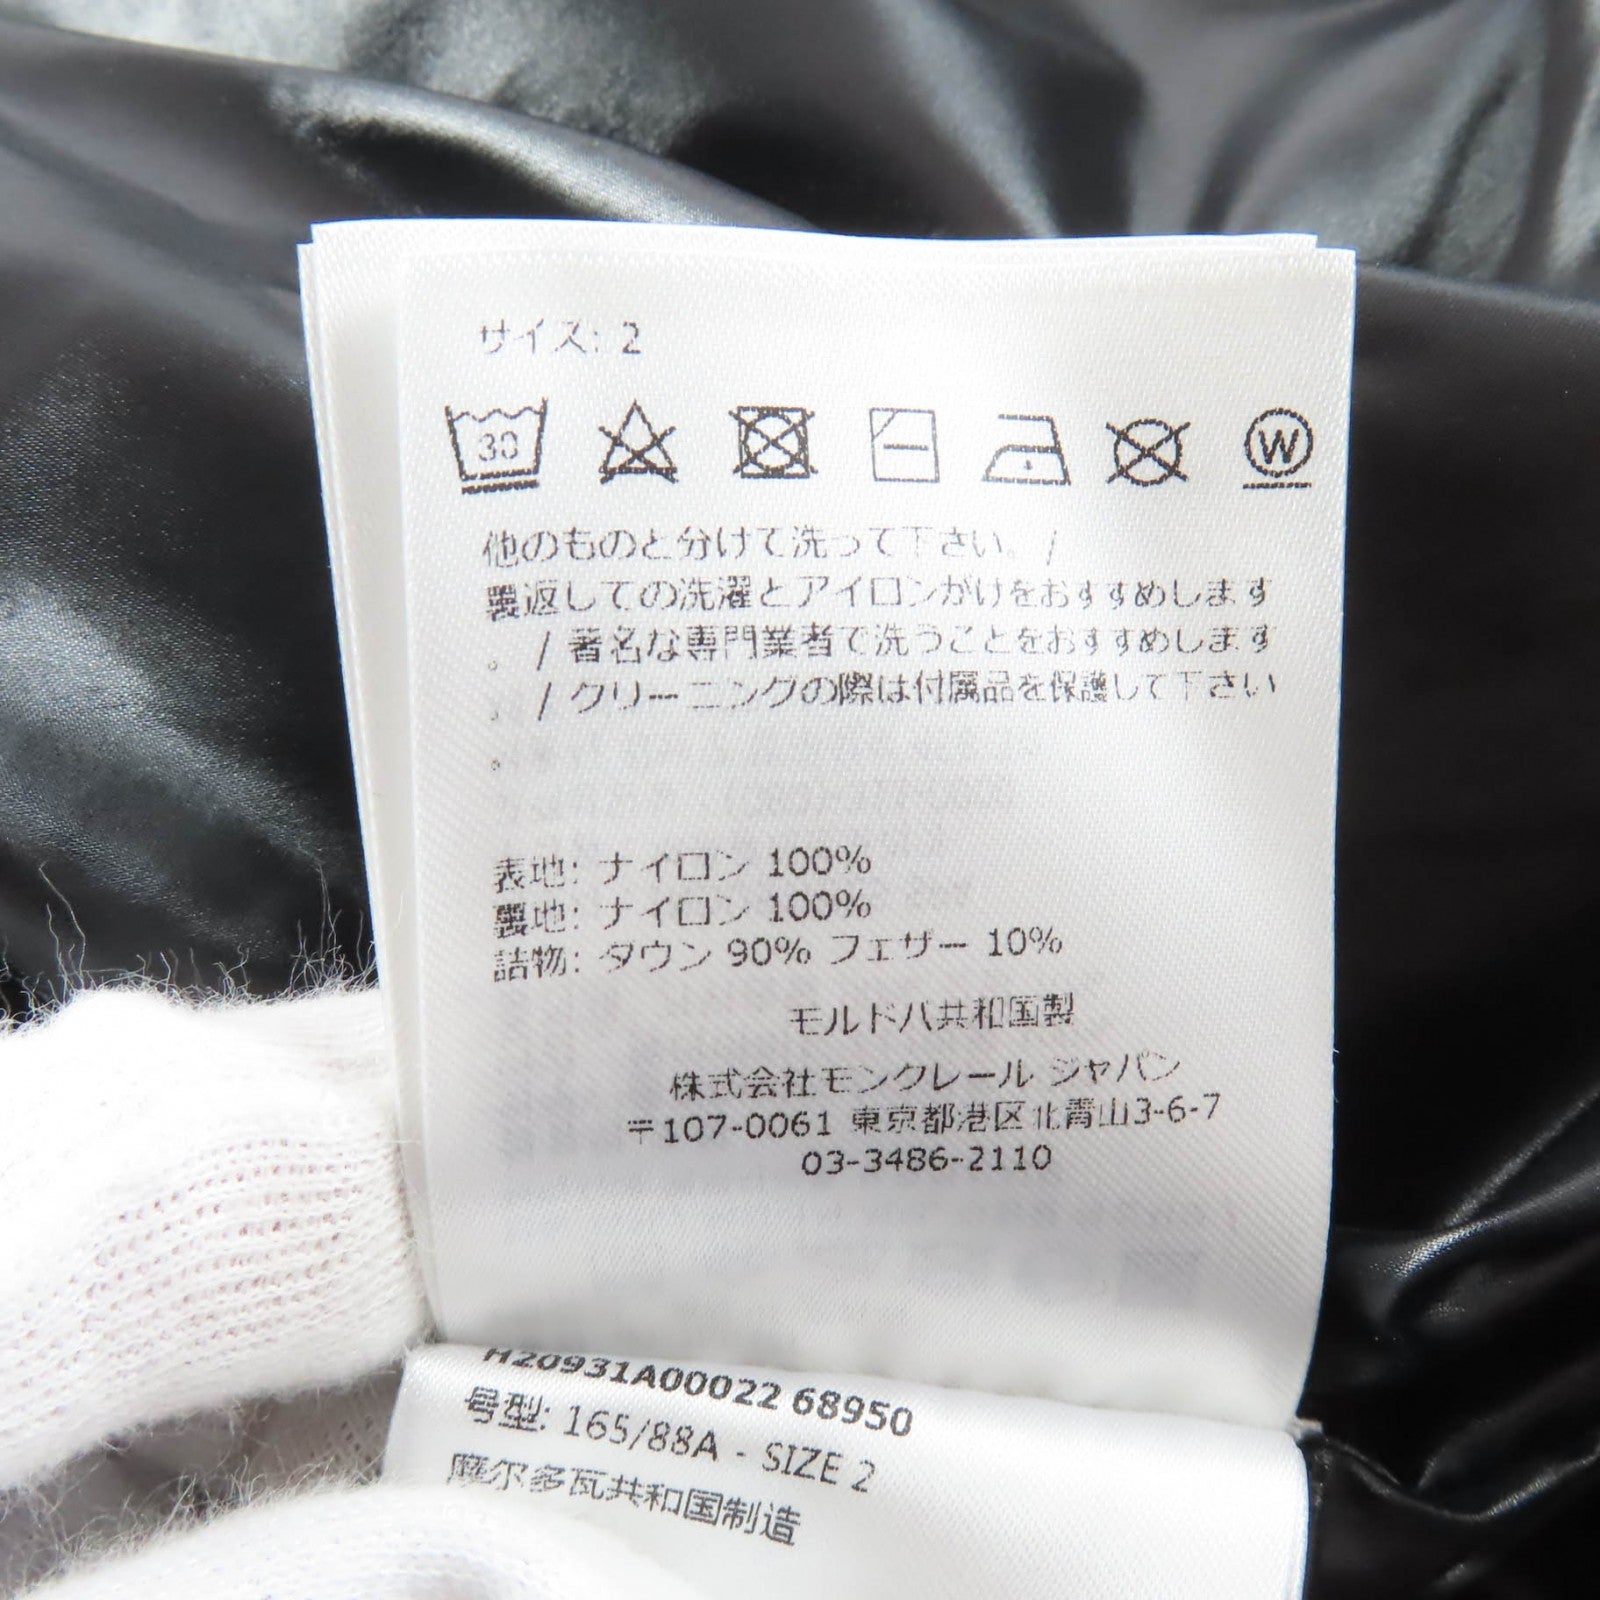 サイズ: 2
30
W
他のものと分けて洗って下さい。/
裏返しての洗濯とアイロンがけをおすすめします
。/ 著名な専門業者で洗うことをおすすめします
。/ クリーニングの際は付属品を保護して下さい
。
表地: ナイロン 100%
裏地: ナイロン 100%
詰物: ダウン 90% フェザー 10%
モルドバ共和国製
株式会社モンクレール ジャパン
〒107-0061 東京都港区北青山3-6-7
03-3486-2110
H20931A00022 68950
号型: 165/88A - SIZE 2
摩尔多瓦共和国制造